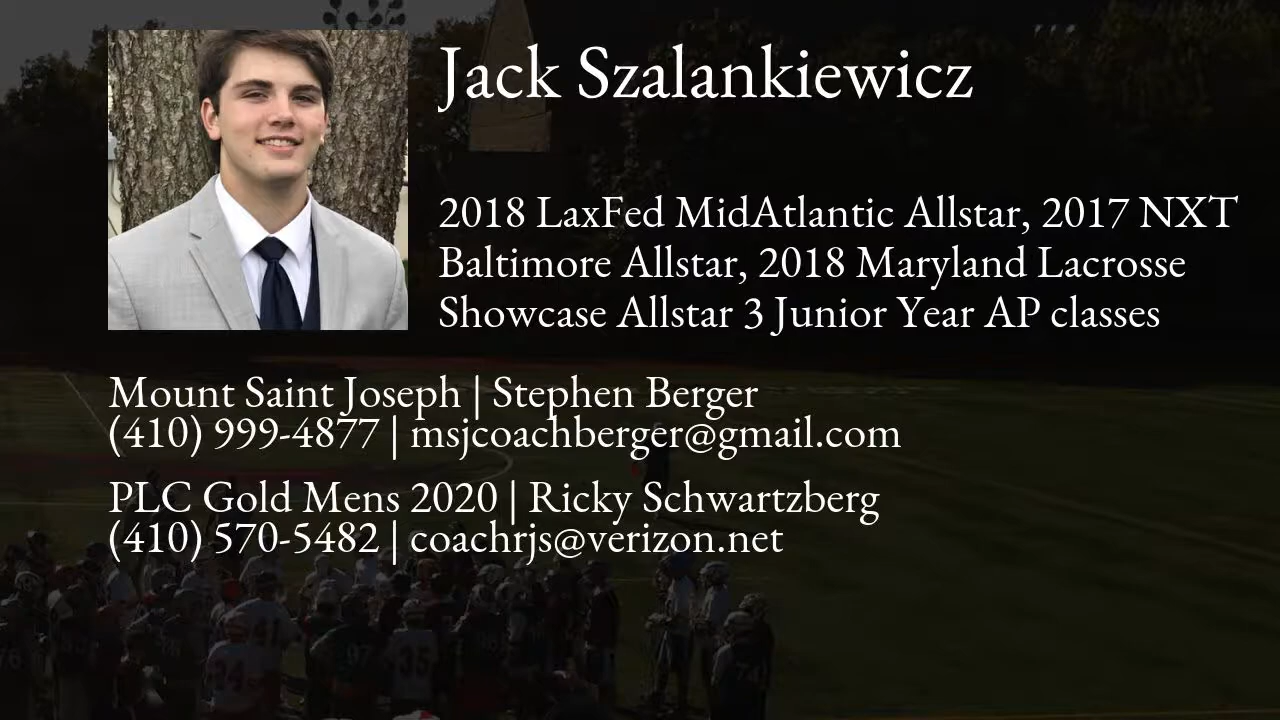 Jack Szalankiewicz
2018 LaxFed MidAtlantic Allstar, 2017 NXT
Baltimore Allstar, 2018 Maryland Lacrosse
Showcase Allstar 3 Junior Year AP classes
Mount Saint Joseph | Stephen Berger
(410) 999-4877 | msjcoachberger@gmail.com
PLC Gold Mens 2020 | Ricky Schwartzberg
(410) 570-5482 | coachrjs@verizon.net